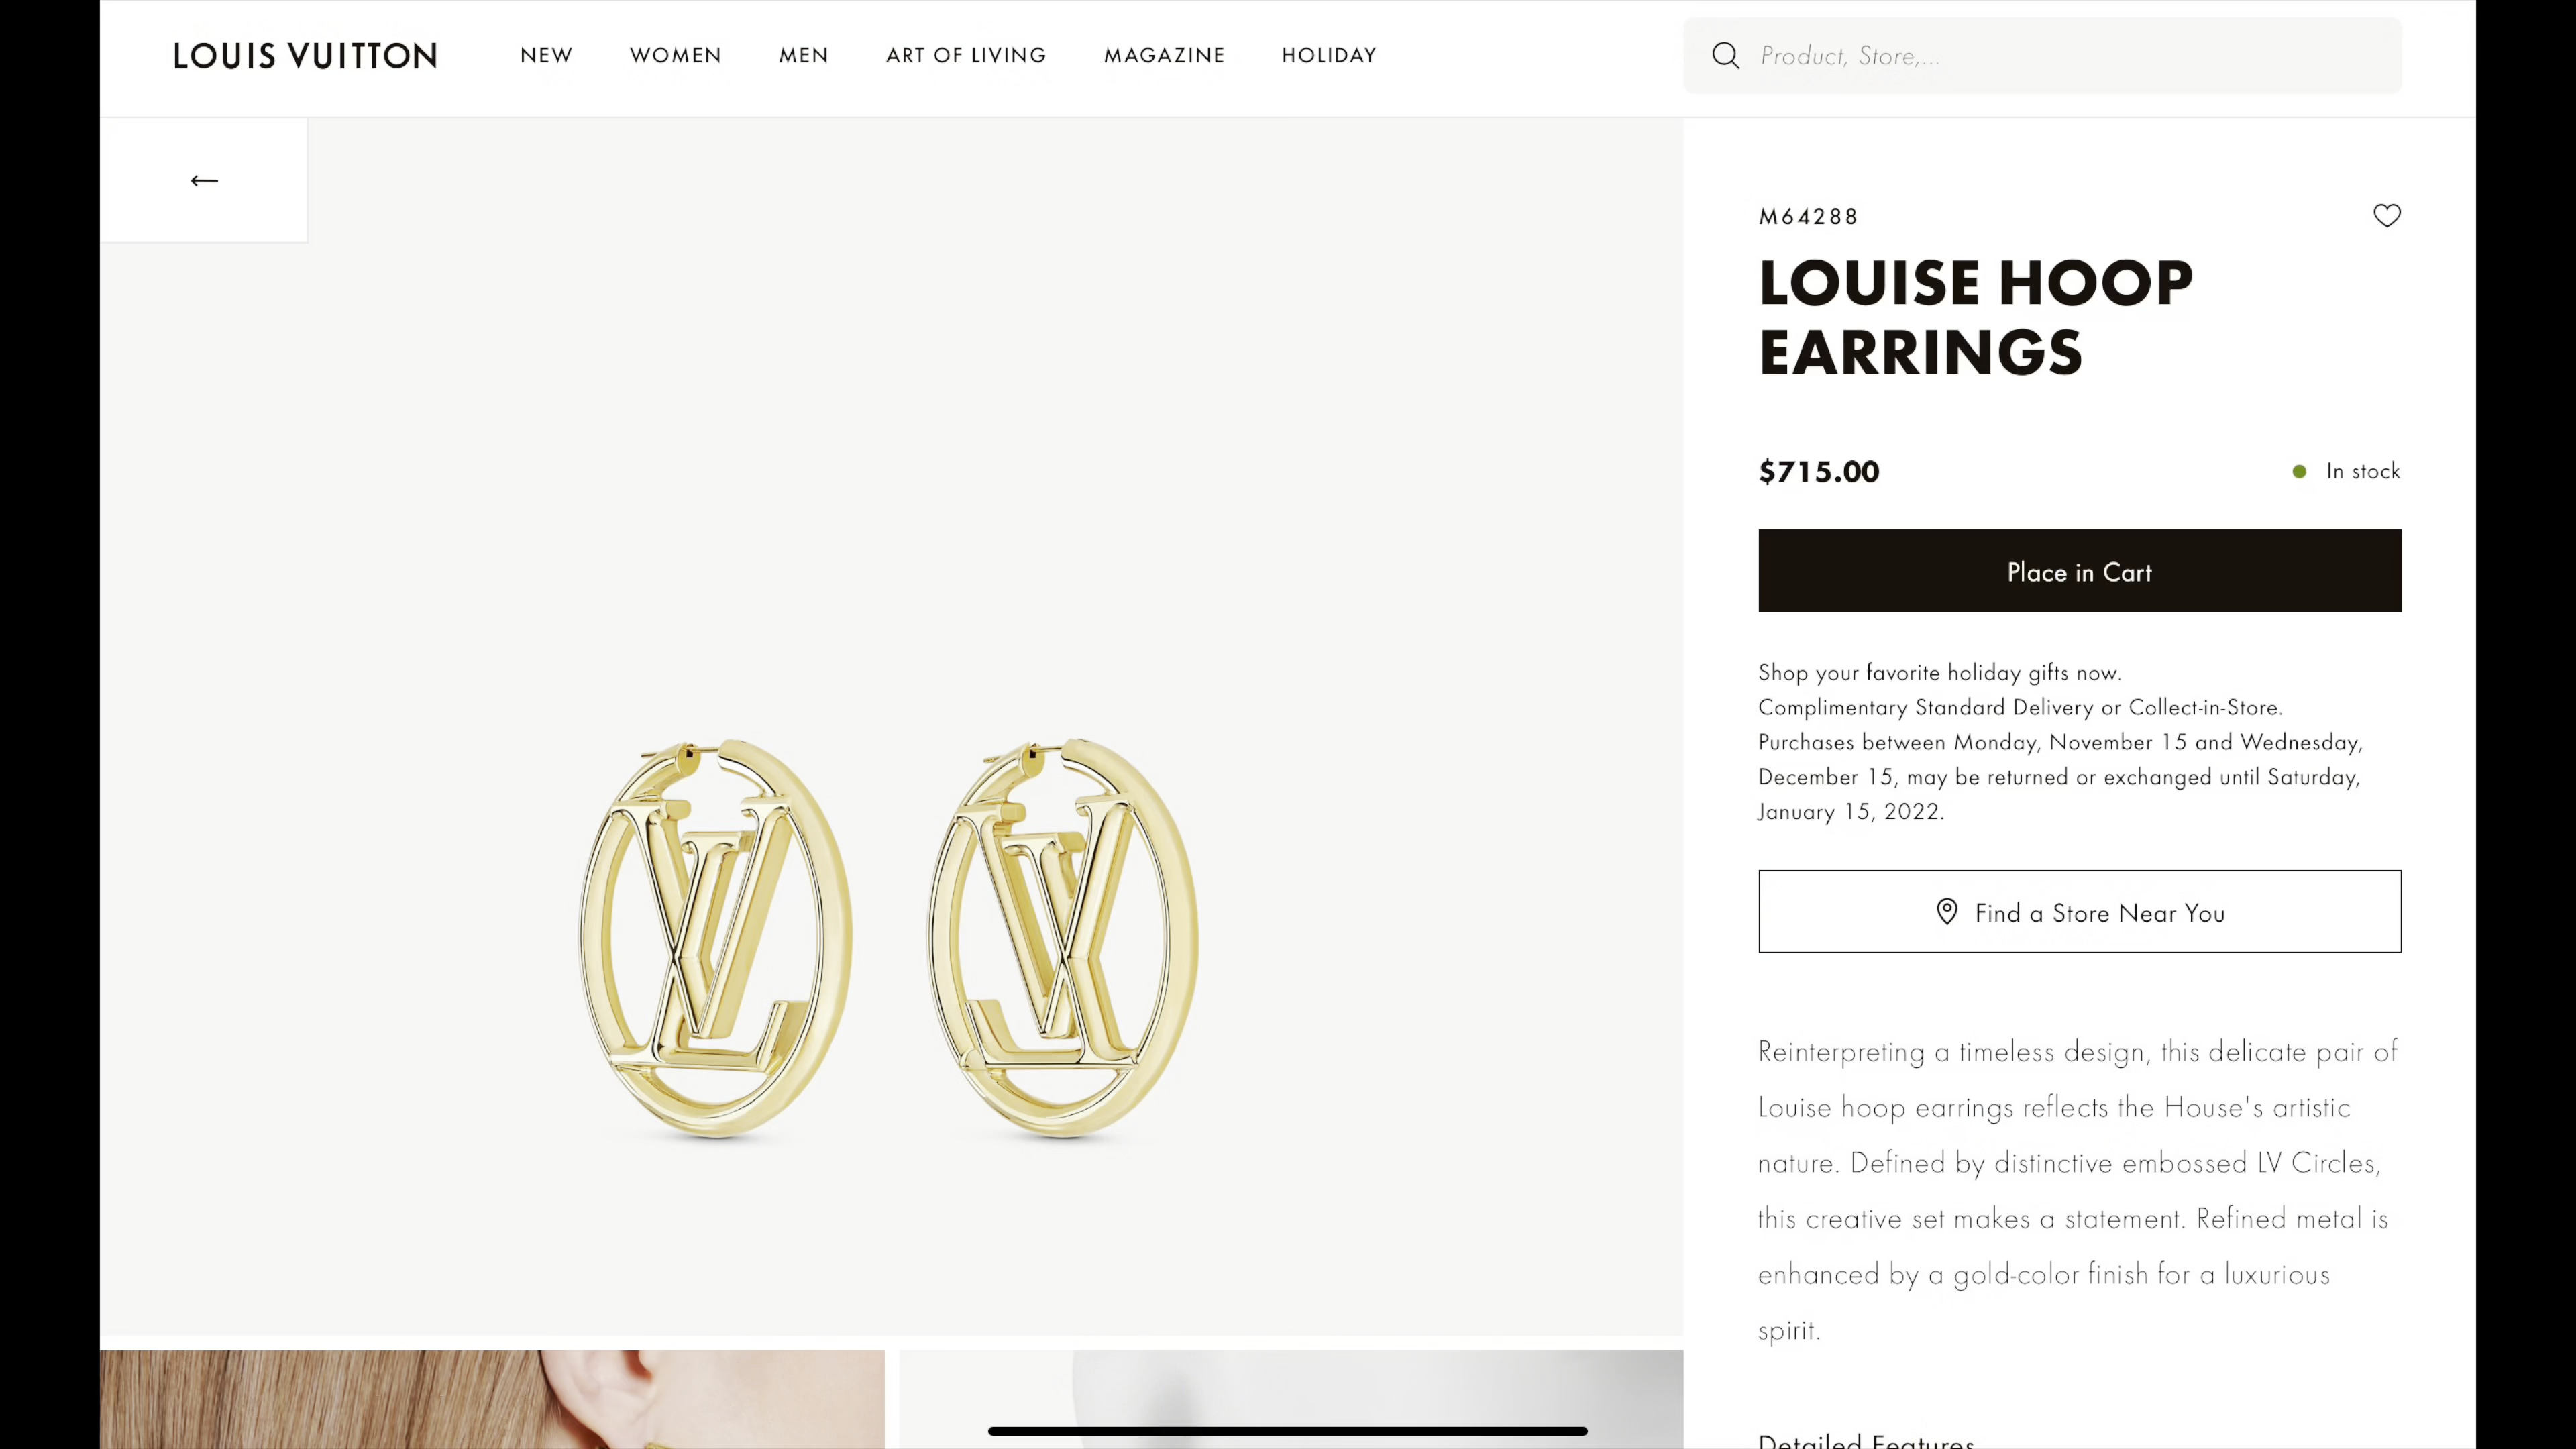 LOUIS VUITTON
NEW WOMEN MEN ART OF LIVING MAGAZINE HOLIDAY
Product, Store,...
M64288
LOUISE HOOP
EARRINGS
$715.00
In stock
Place in Cart
Shop your favorite holiday gifts now.
Complimentary Standard Delivery or Collect-in-Store.
Purchases between Monday, November 15 and Wednesday,
December 15, may be returned or exchanged until Saturday,
January 15, 2022.
Find a Store Near You
Reinterpreting a timeless design, this delicate pair of
Louise hoop earrings reflects the House's artistic
nature. Defined by distinctive embossed LV Circles,
this creative set makes a statement. Refined metal is
enhanced by a gold-color finish for a luxurious
spirit.
Detailed Features